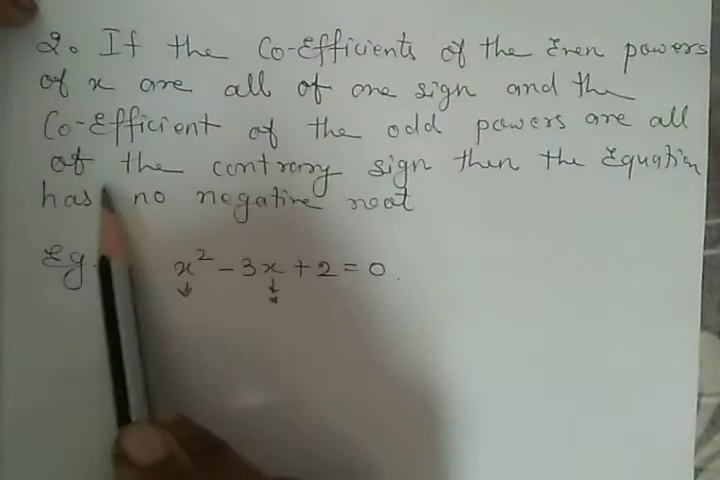 2. If the Co-Efficients of the Even powers
of x are all of one sign and the
Co-Efficient of the odd powers are all
of the contrary sign then the Equation
has no negative root
Eg. x² - 3x + 2 = 0.